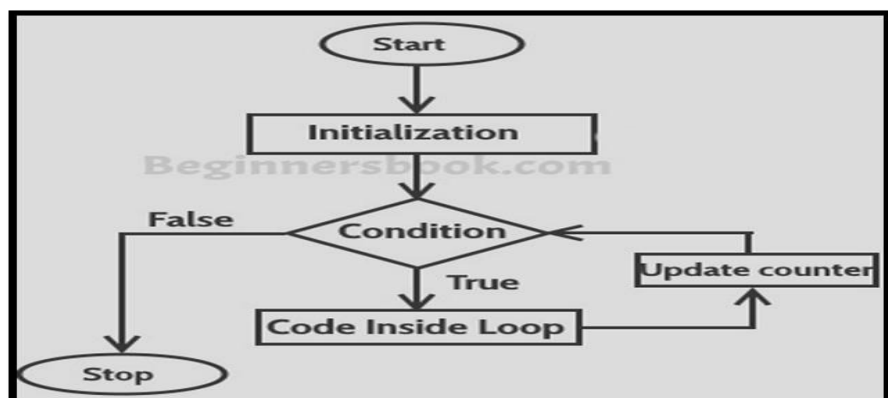 Start
Initialization
Beginnersbook.com
False
Condition
Update counter
True
Code Inside Loop
Stop